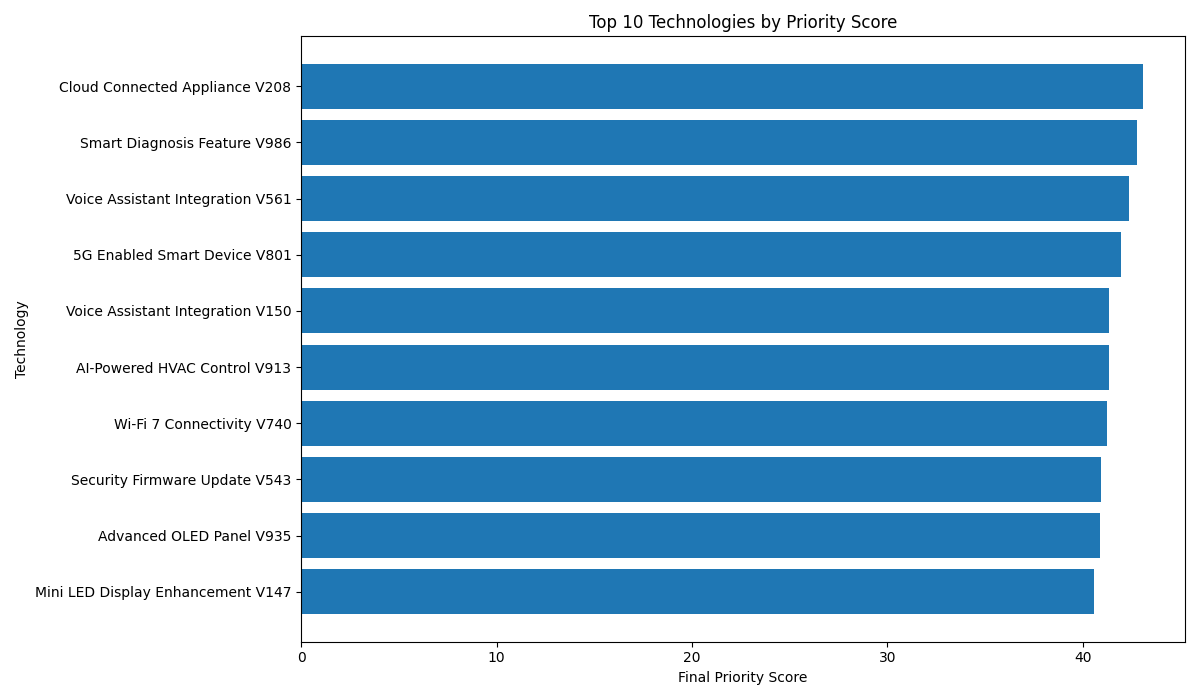 Top 10 Technologies by Priority Score
Technology
Cloud Connected Appliance V208
Smart Diagnosis Feature V986
Voice Assistant Integration V561
5G Enabled Smart Device V801
Voice Assistant Integration V150
AI-Powered HVAC Control V913
Wi-Fi 7 Connectivity V740
Security Firmware Update V543
Advanced OLED Panel V935
Mini LED Display Enhancement V147
0 10 20 30 40
Final Priority Score